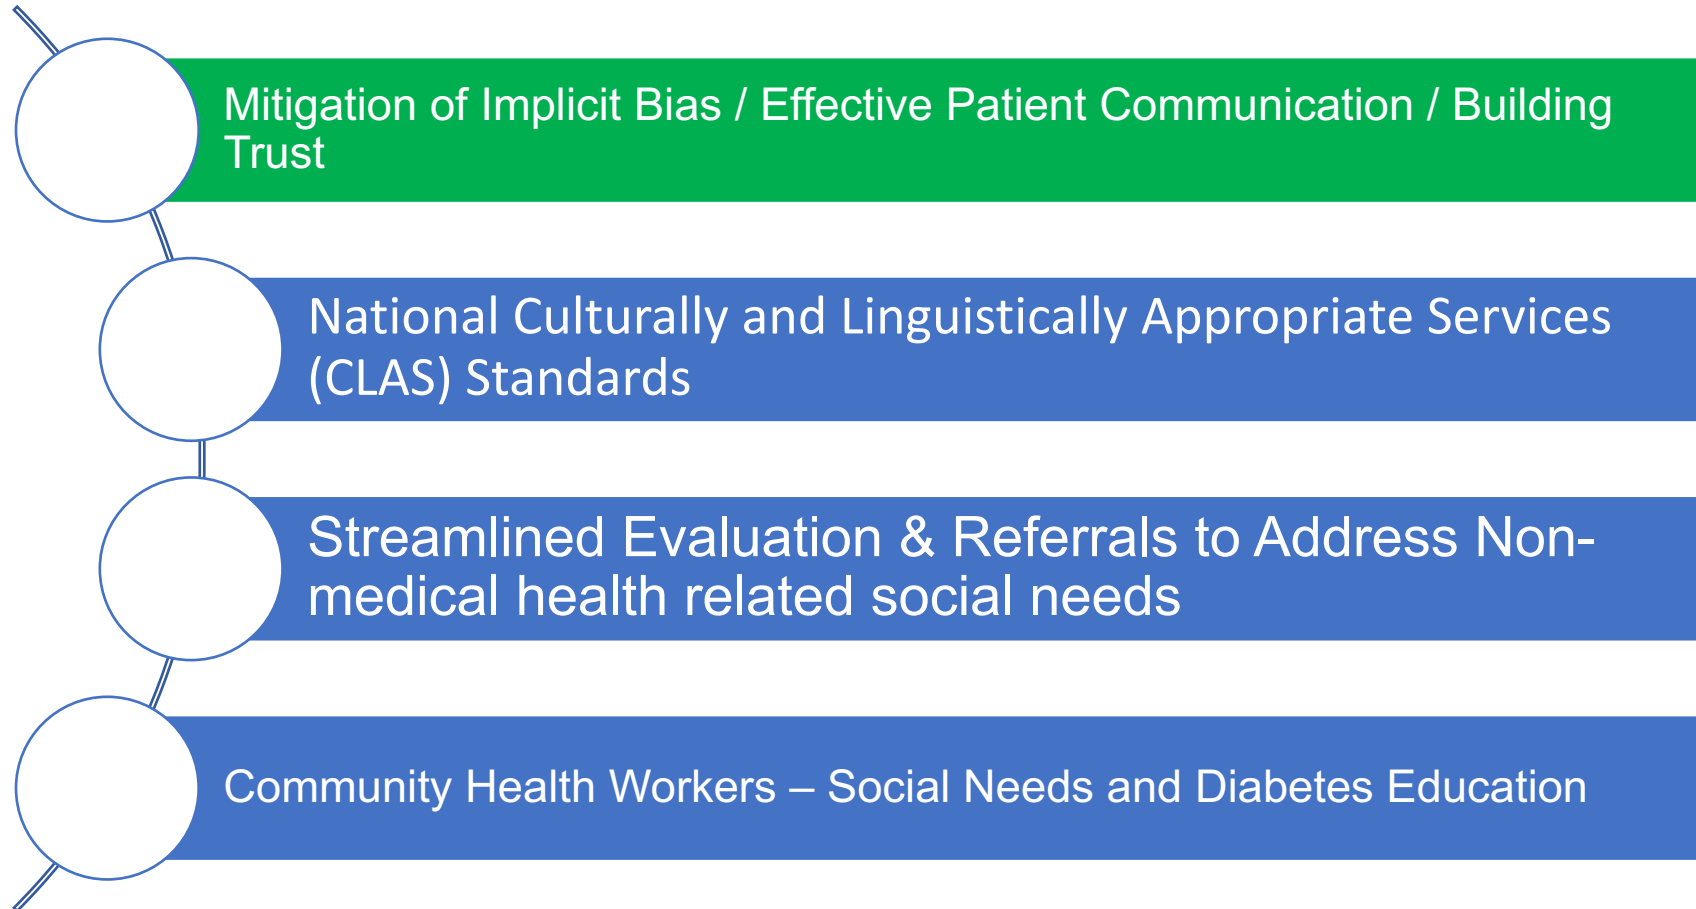 Mitigation of Implicit Bias / Effective Patient Communication / Building
Trust
National Culturally and Linguistically Appropriate Services
(CLAS) Standards
Streamlined Evaluation & Referrals to Address Non-
medical health related social needs
Community Health Workers – Social Needs and Diabetes Education